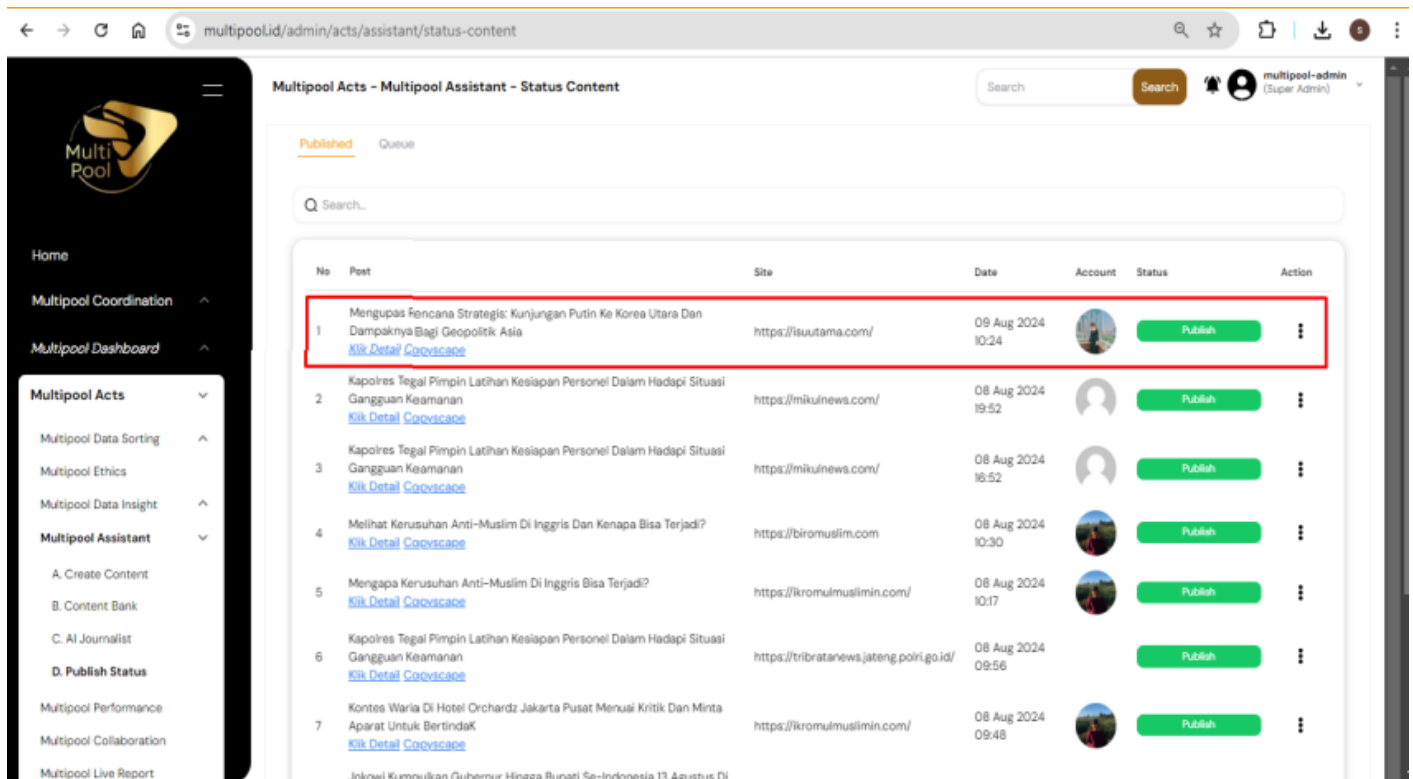 multipool.id/admin/acts/assistant/status-content
S
Multi
Pool
Multipool Acts - Multipool Assistant - Status Content
Search
Search
multipool-admin
(Super Admin)
Published
Queue
Search...
Home
Multipool Coordination
Multipool Dashboard
Multipool Acts
Multipool Data Sorting
Multipool Ethics
Multipool Data Insight
Multipool Assistant
A. Create Content
B. Content Bank
C. AI Journalist
D. Publish Status
Multipool Performance
Multipool Collaboration
Multipool Live Report
No Post Site Date Account Status Action
1
Mengupas Rencana Strategis: Kunjungan Putin Ke Korea Utara Dan
Dampaknya Bagi Geopolitik Asia
Klik Detail Copyscape
https://isuutama.com/
09 Aug 2024
10:24
Publish
2
Kapolres Tegal Pimpin Latihan Kesiapan Personel Dalam Hadapi Situasi
Gangguan Keamanan
Klik Detail Copyscape
https://mikulnews.com/
08 Aug 2024
19:52
Publish
3
Kapolres Tegal Pimpin Latihan Kesiapan Personel Dalam Hadapi Situasi
Gangguan Keamanan
Klik Detail Copyscape
https://mikulnews.com/
08 Aug 2024
16:52
Publish
4
Melihat Kerusuhan Anti-Muslim Di Inggris Dan Kenapa Bisa Terjadi?
Klik Detail Copyscape
https://biromuslim.com
08 Aug 2024
10:30
Publish
5
Mengapa Kerusuhan Anti-Muslim Di Inggris Bisa Terjadi?
Klik Detail Copyscape
https://ikromulmuslimin.com/
08 Aug 2024
10:17
Publish
6
Kapolres Tegal Pimpin Latihan Kesiapan Personel Dalam Hadapi Situasi
Gangguan Keamanan
Klik Detail Copyscape
https://tribratanews.jateng.polri.go.id/
08 Aug 2024
09:56
Publish
7
Kontes Waria Di Hotel Orchardz Jakarta Pusat Menuai Kritik Dan Minta
Aparat Untuk BertindaK
Klik Detail Copyscape
https://ikromulmuslimin.com/
08 Aug 2024
09:48
Publish
Jokowi Kumpulkan Gubernur Hingga Bupati Se-Indonesia 13 Agustus Di